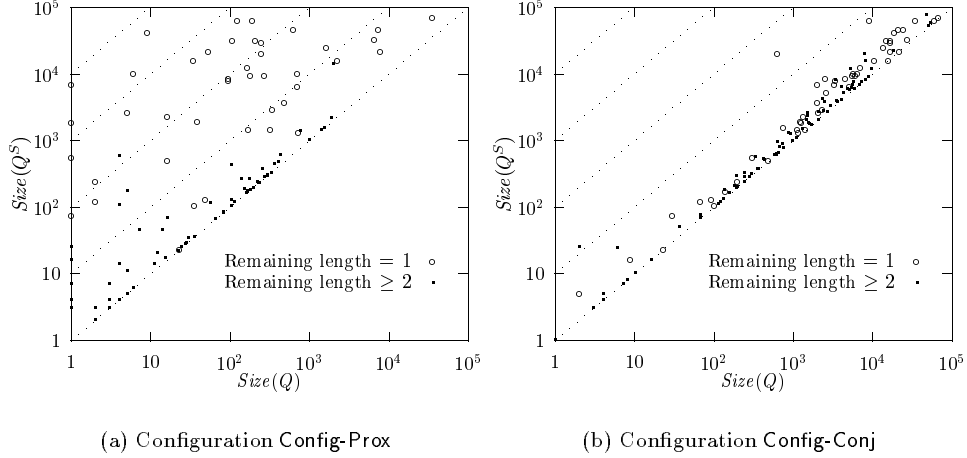 10^5
10^4
10^3
10^2
10
1
Size(Q^S)
Remaining length = 1
Remaining length ≥ 2
1 10 10^2 10^3 10^4 10^5
Size(Q)
(a) Configuration Config-Prox
10^5
10^4
10^3
10^2
10
1
Size(Q^S)
Remaining length = 1
Remaining length ≥ 2
1 10 10^2 10^3 10^4 10^5
Size(Q)
(b) Configuration Config-Conj